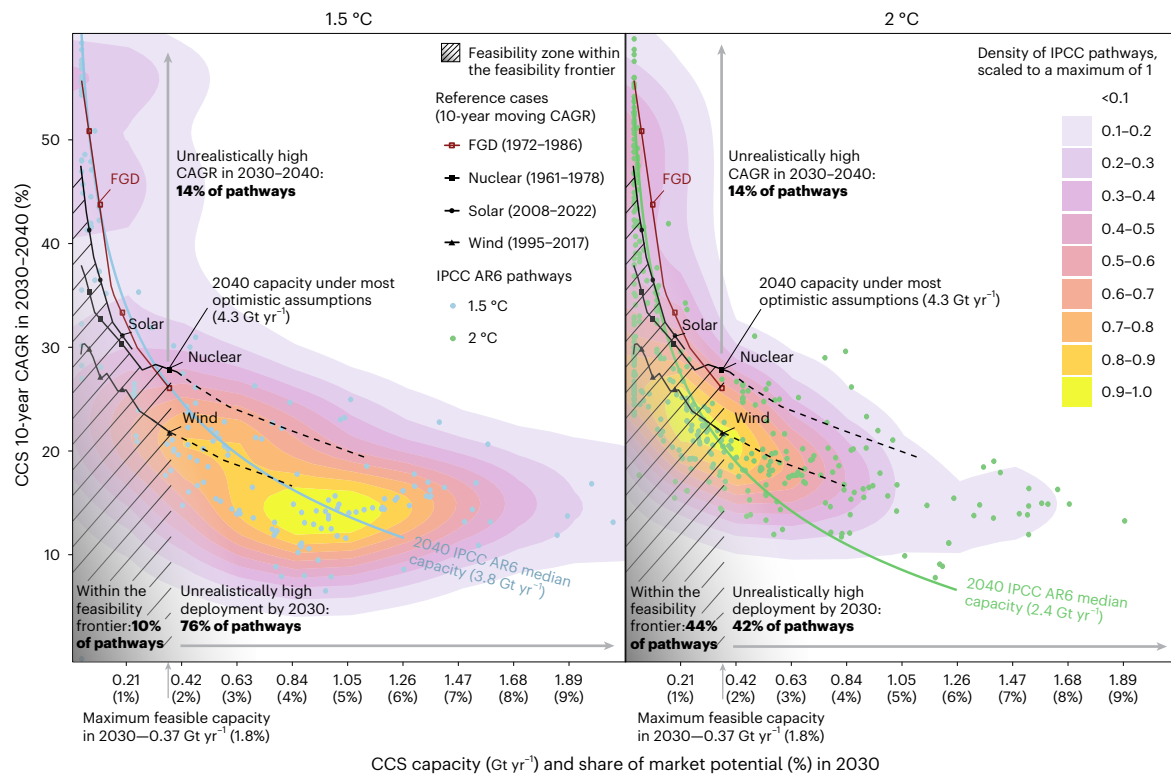 1.5 °C
2 °C
CCS 10-year CAGR in 2030–2040 (%)
50
40
30
20
10
Feasibility zone within
the feasibility frontier
Reference cases
(10-year moving CAGR)
FGD (1972–1986)
Nuclear (1961–1978)
Solar (2008–2022)
Wind (1995–2017)
IPCC AR6 pathways
1.5 °C
2 °C
Unrealistically high
CAGR in 2030–2040:
14% of pathways
FGD
2040 capacity under most
optimistic assumptions
(4.3 Gt yr⁻¹)
Solar
Nuclear
Wind
2040 IPCC AR6 median
capacity (3.8 Gt yr⁻¹)
Within the
feasibility
frontier:10%
of pathways
Unrealistically high
deployment by 2030:
76% of pathways
0.21
(1%)
0.42
(2%)
0.63
(3%)
0.84
(4%)
1.05
(5%)
1.26
(6%)
1.47
(7%)
1.68
(8%)
1.89
(9%)
Maximum feasible capacity
in 2030—0.37 Gt yr⁻¹ (1.8%)
Density of IPCC pathways,
scaled to a maximum of 1
<0.1
0.1–0.2
0.2–0.3
0.3–0.4
0.4–0.5
0.5–0.6
0.6–0.7
0.7–0.8
0.8–0.9
0.9–1.0
Unrealistically high
CAGR in 2030–2040:
14% of pathways
FGD
2040 capacity under most
optimistic assumptions (4.3 Gt yr⁻¹)
Solar
Nuclear
Wind
2040 IPCC AR6 median
capacity (2.4 Gt yr⁻¹)
Within the
feasibility
frontier:44%
of pathways
Unrealistically high
deployment by 2030:
42% of pathways
0.21
(1%)
0.42
(2%)
0.63
(3%)
0.84
(4%)
1.05
(5%)
1.26
(6%)
1.47
(7%)
1.68
(8%)
1.89
(9%)
Maximum feasible capacity
in 2030—0.37 Gt yr⁻¹ (1.8%)
CCS capacity (Gt yr⁻¹) and share of market potential (%) in 2030